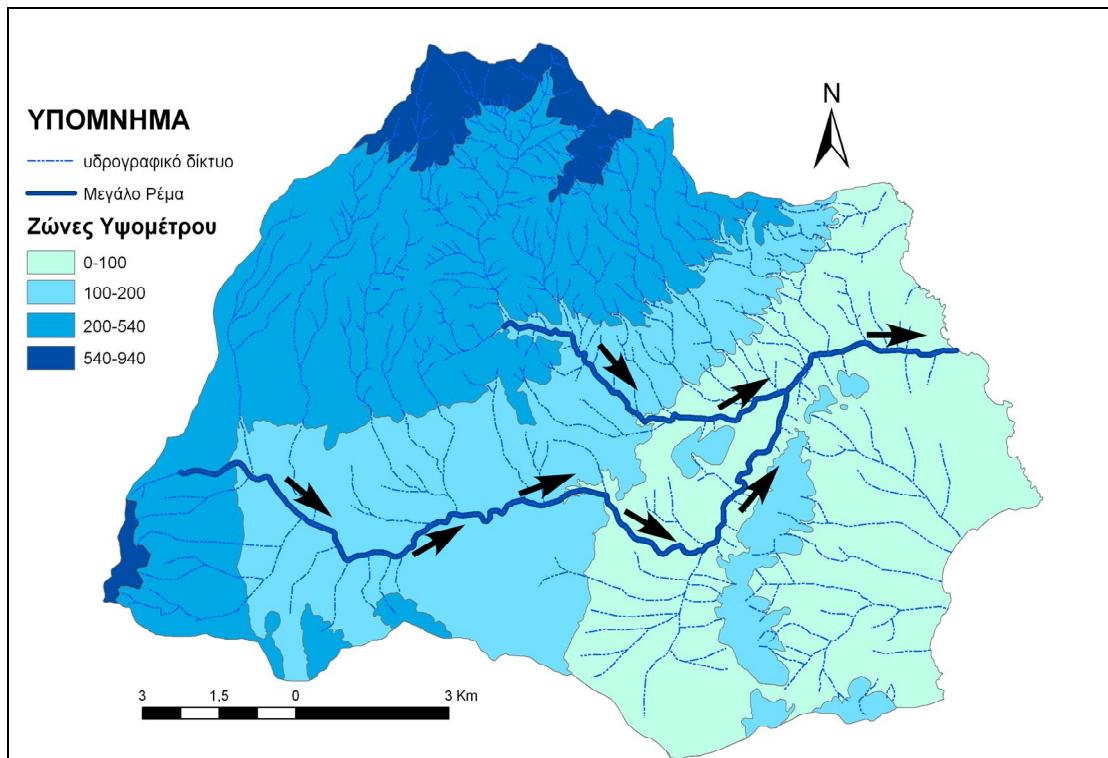 ΥΠΟΜΝΗΜΑ
υδρογραφικό δίκτυο
Μεγάλο Ρέμα
Ζώνες Υψομέτρου
0-100
100-200
200-540
540-940
N
3 1,5 0 3 Km